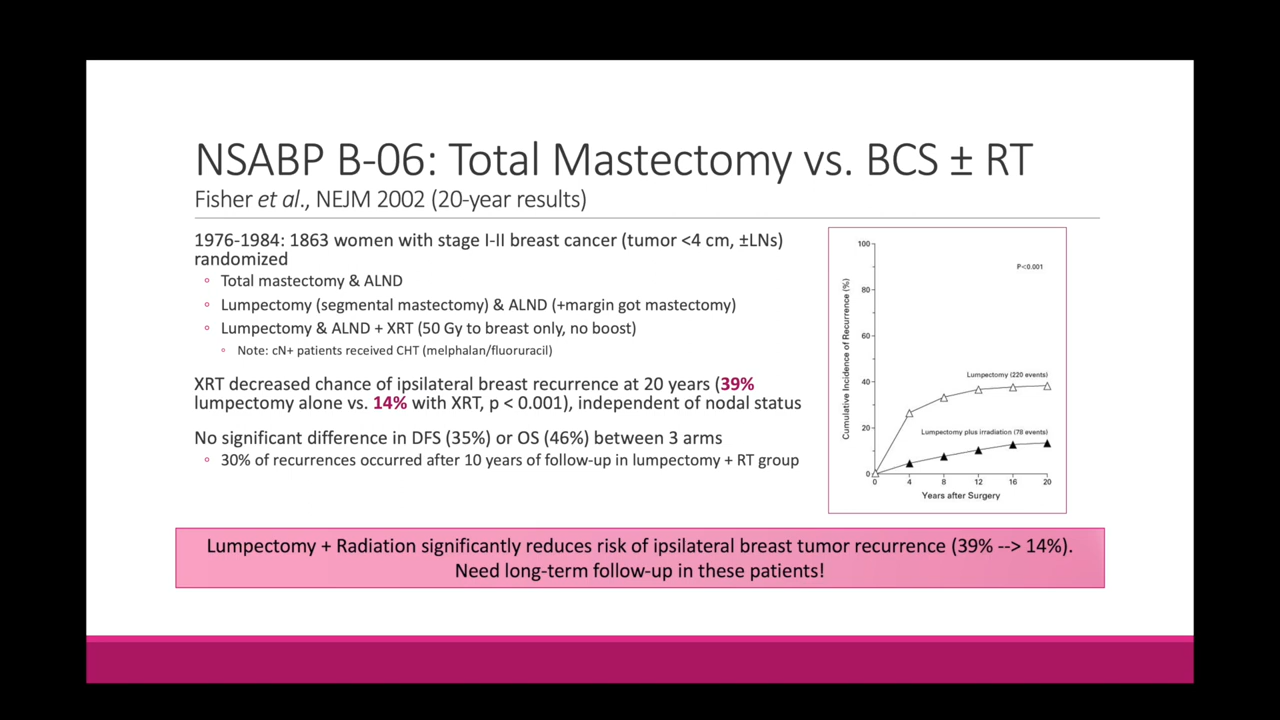 NSABP B-06: Total Mastectomy vs. BCS ± RT
Fisher et al., NEJM 2002 (20-year results)
1976-1984: 1863 women with stage I-II breast cancer (tumor <4 cm, ±LNs)
randomized
Total mastectomy & ALND
Lumpectomy (segmental mastectomy) & ALND (+margin got mastectomy)
Lumpectomy & ALND + XRT (50 Gy to breast only, no boost)
Note: cN+ patients received CHT (melphalan/fluoruracil)
XRT decreased chance of ipsilateral breast recurrence at 20 years (39%
lumpectomy alone vs. 14% with XRT, p < 0.001), independent of nodal status
No significant difference in DFS (35%) or OS (46%) between 3 arms
30% of recurrences occurred after 10 years of follow-up in lumpectomy + RT group
Cumulative Incidence of Recurrence (%)
100
80
60
40
20
0
P<0.001
Lumpectomy (220 events)
Lumpectomy plus irradiation (78 events)
0 4 8 12 16 20
Years after Surgery
Lumpectomy + Radiation significantly reduces risk of ipsilateral breast tumor recurrence (39% --> 14%).
Need long-term follow-up in these patients!